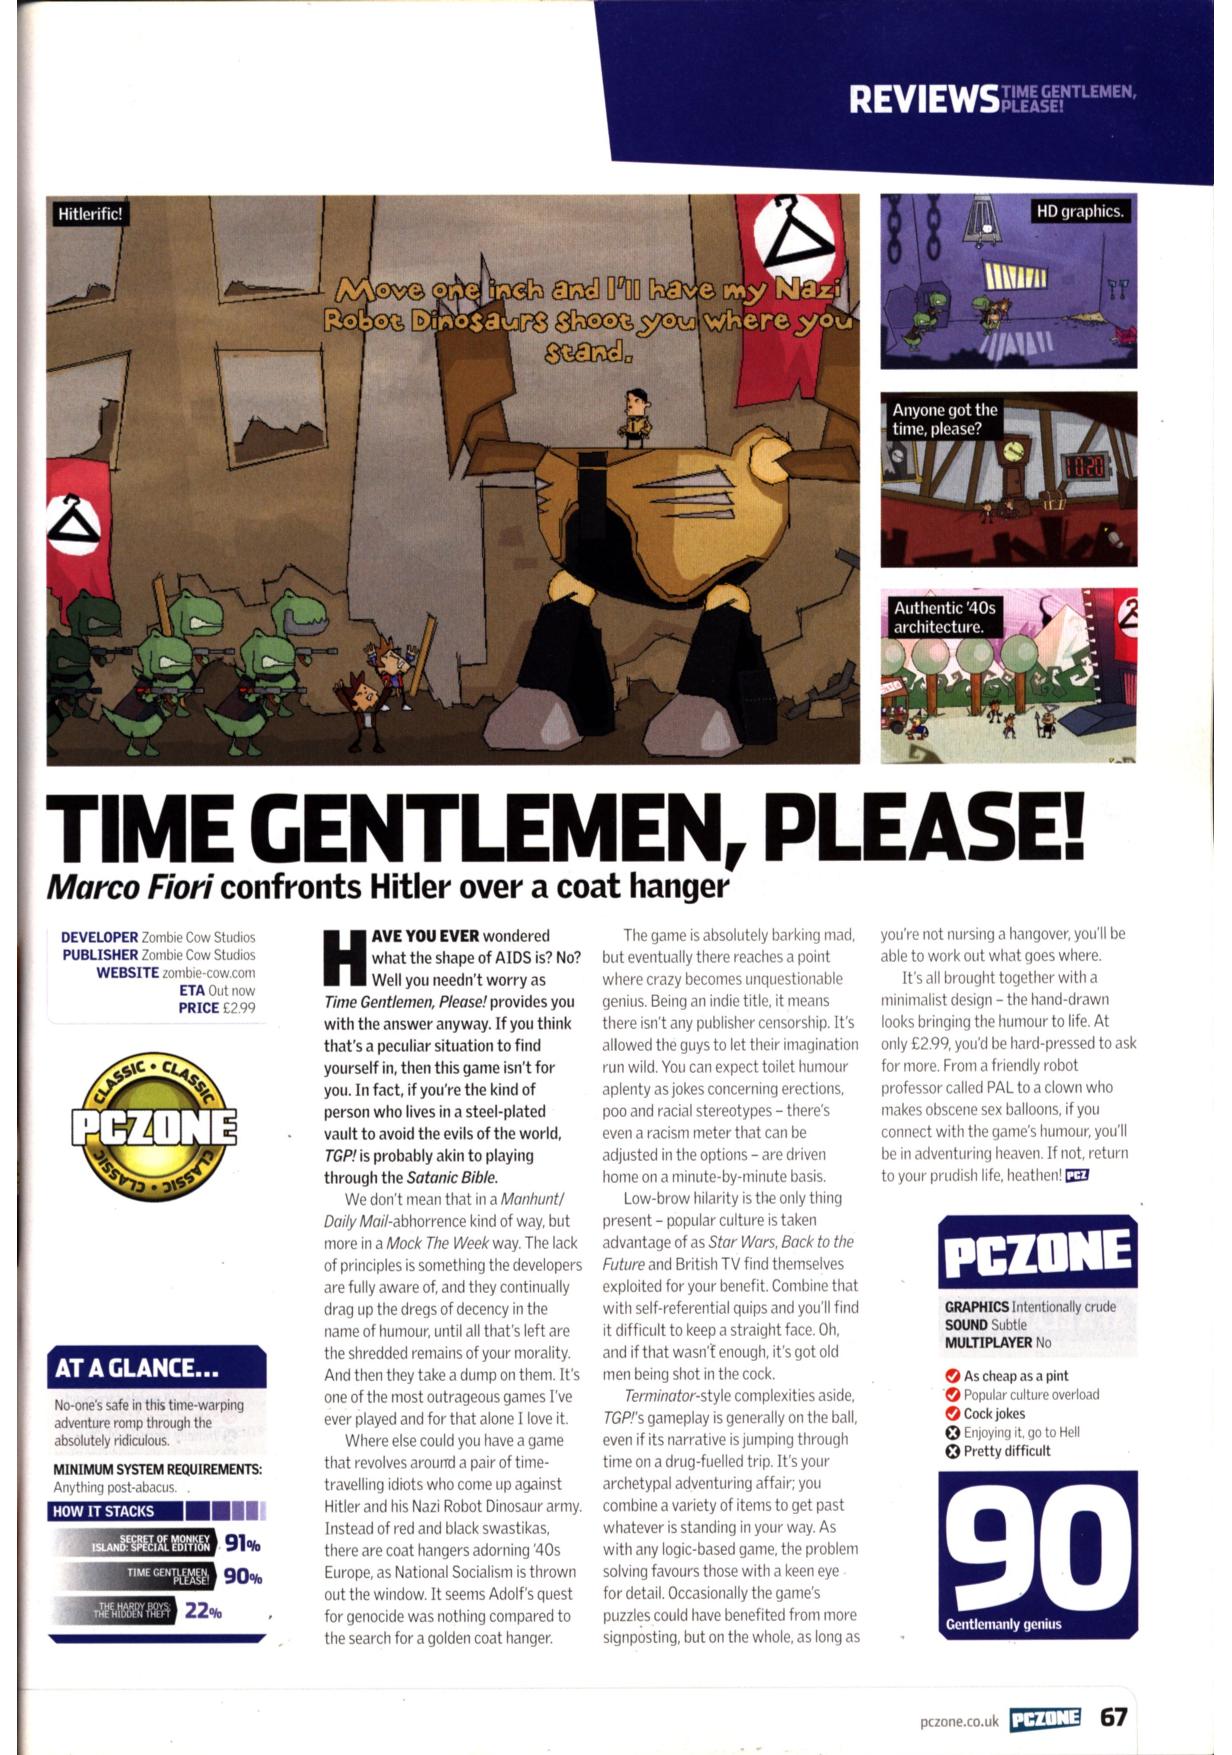 REVIEWS TIME GENTLEMEN,
PLEASE!
Hitlerific!
Move one inch and I'll have my Nazi
Robot Dinosaurs shoot you where you
stand.
HD graphics.
Anyone got the
time, please?
10:20
Authentic '40s
architecture.
TIME GENTLEMEN, PLEASE!
Marco Fiori confronts Hitler over a coat hanger
DEVELOPER Zombie Cow Studios
PUBLISHER Zombie Cow Studios
WEBSITE zombie-cow.com
ETA Out now
PRICE £2.99
CLASSIC • CLASSIC
PCZONE
CLASSIC • CLASSIC
AT A GLANCE...
No-one's safe in this time-warping
adventure romp through the
absolutely ridiculous.
MINIMUM SYSTEM REQUIREMENTS:
Anything post-abacus.
HOW IT STACKS
SECRET OF MONKEY
ISLAND: SPECIAL EDITION 91%
TIME GENTLEMEN,
PLEASE! 90%
THE HARDY BOYS:
THE HIDDEN THEFT 22%
HAVE YOU EVER wondered
what the shape of AIDS is? No?
Well you needn't worry as
Time Gentlemen, Please! provides you
with the answer anyway. If you think
that's a peculiar situation to find
yourself in, then this game isn't for
you. In fact, if you're the kind of
person who lives in a steel-plated
vault to avoid the evils of the world,
TGP! is probably akin to playing
through the Satanic Bible.
We don't mean that in a Manhunt/
Daily Mail-abhorrence kind of way, but
more in a Mock The Week way. The lack
of principles is something the developers
are fully aware of, and they continually
drag up the dregs of decency in the
name of humour, until all that's left are
the shredded remains of your morality.
And then they take a dump on them. It's
one of the most outrageous games I've
ever played and for that alone I love it.
Where else could you have a game
that revolves around a pair of time-
travelling idiots who come up against
Hitler and his Nazi Robot Dinosaur army.
Instead of red and black swastikas,
there are coat hangers adorning '40s
Europe, as National Socialism is thrown
out the window. It seems Adolf's quest
for genocide was nothing compared to
the search for a golden coat hanger.
The game is absolutely barking mad,
but eventually there reaches a point
where crazy becomes unquestionable
genius. Being an indie title, it means
there isn't any publisher censorship. It's
allowed the guys to let their imagination
run wild. You can expect toilet humour
aplenty as jokes concerning erections,
poo and racial stereotypes – there's
even a racism meter that can be
adjusted in the options – are driven
home on a minute-by-minute basis.
Low-brow hilarity is the only thing
present – popular culture is taken
advantage of as Star Wars, Back to the
Future and British TV find themselves
exploited for your benefit. Combine that
with self-referential quips and you'll find
it difficult to keep a straight face. Oh,
and if that wasn't enough, it's got old
men being shot in the cock.
Terminator-style complexities aside,
TGP!'s gameplay is generally on the ball,
even if its narrative is jumping through
time on a drug-fuelled trip. It's your
archetypal adventuring affair; you
combine a variety of items to get past
whatever is standing in your way. As
with any logic-based game, the problem
solving favours those with a keen eye
for detail. Occasionally the game's
puzzles could have benefited from more
signposting, but on the whole, as long as
you're not nursing a hangover, you'll be
able to work out what goes where.
It's all brought together with a
minimalist design – the hand-drawn
looks bringing the humour to life. At
only £2.99, you'd be hard-pressed to ask
for more. From a friendly robot
professor called PAL to a clown who
makes obscene sex balloons, if you
connect with the game's humour, you'll
be in adventuring heaven. If not, return
to your prudish life, heathen! PCZ
PCZONE
GRAPHICS Intentionally crude
SOUND Subtle
MULTIPLAYER No
As cheap as a pint
Popular culture overload
Cock jokes
Enjoying it, go to Hell
Pretty difficult
90
Gentlemanly genius
pczone.co.uk PCZONE 67